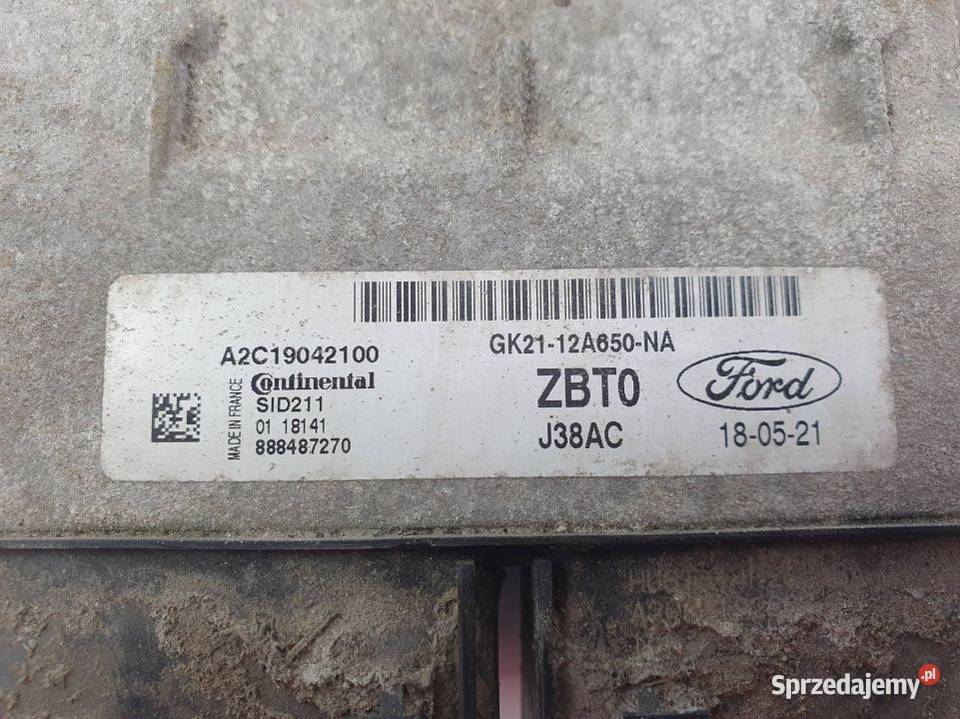 GK21-12A650-NA
A2C19042100
Continental
SID211
01 18141
888487270
MADE IN FRANCE
ZBT0
J38AC
Ford
18-05-21
Sprzedajemy.pl